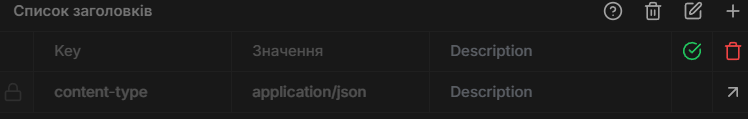 Список заголовків
Key Значення Description
content-type application/json Description